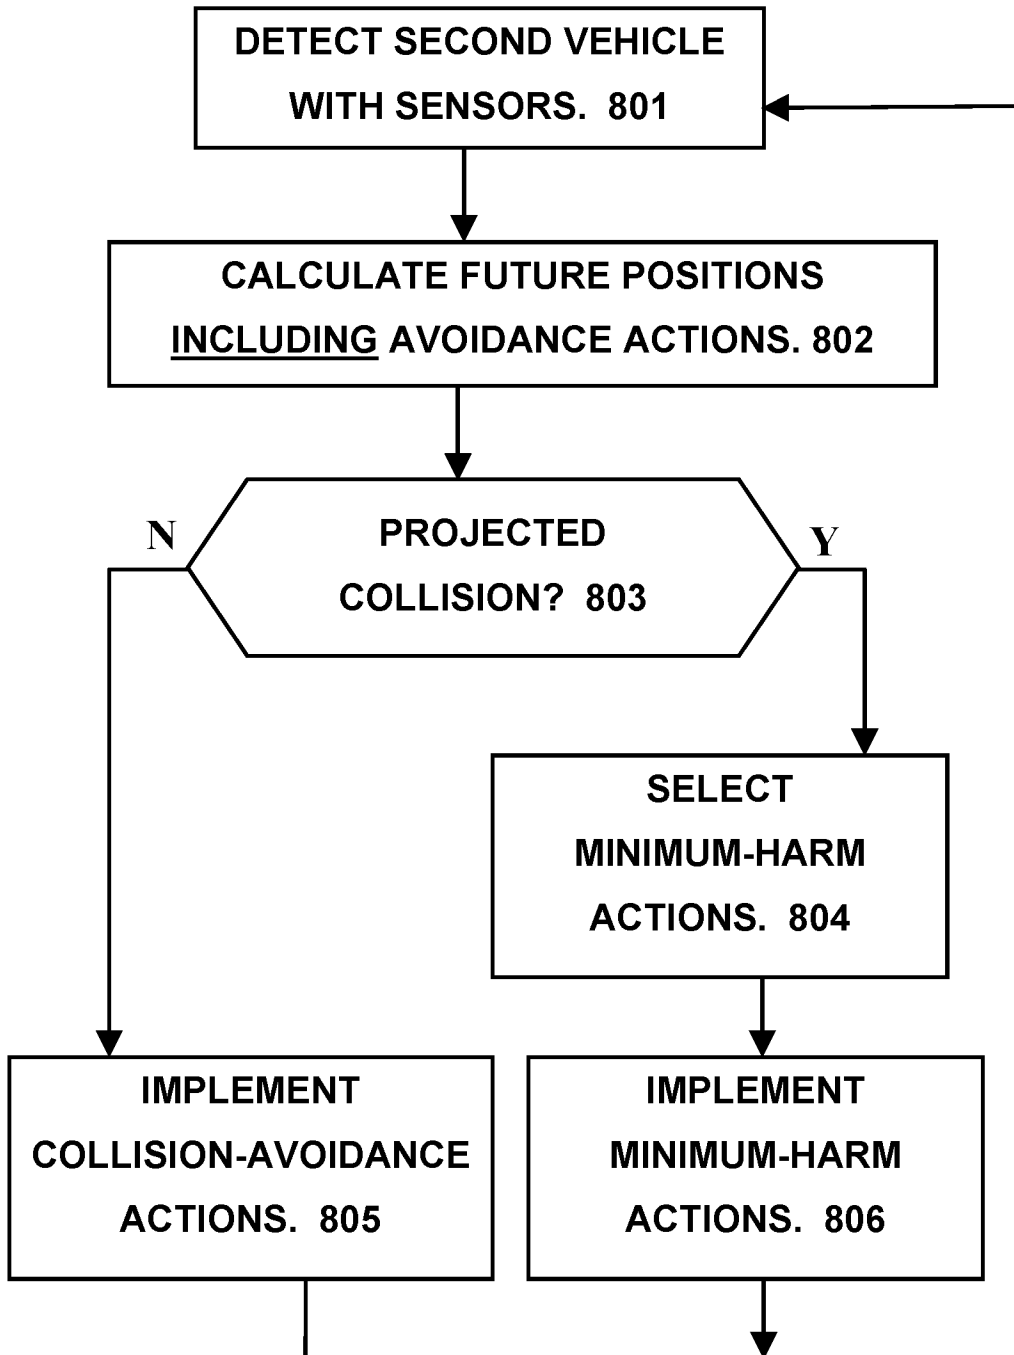 DETECT SECOND VEHICLE
WITH SENSORS. 801
CALCULATE FUTURE POSITIONS
INCLUDING AVOIDANCE ACTIONS. 802
N
PROJECTED
Y
COLLISION? 803
SELECT
MINIMUM-HARM
ACTIONS. 804
IMPLEMENT
COLLISION-AVOIDANCE
ACTIONS. 805
IMPLEMENT
MINIMUM-HARM
ACTIONS. 806